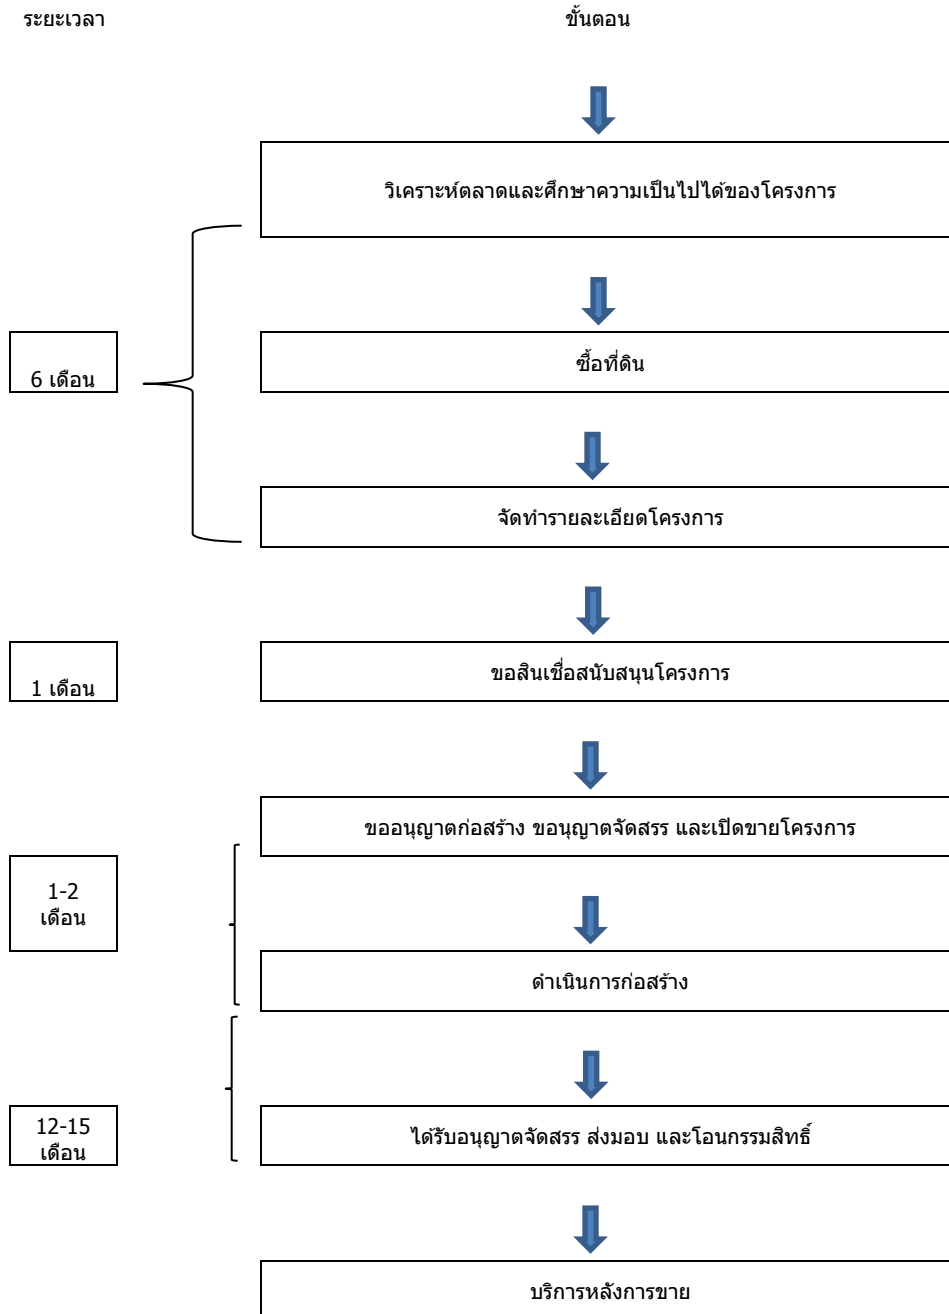 ระยะเวลา
ขั้นตอน
วิเคราะห์ตลาดและศึกษาความเป็นไปได้ของโครงการ
6 เดือน
ซื้อที่ดิน
จัดทำรายละเอียดโครงการ
1 เดือน
ขอสินเชื่อสนับสนุนโครงการ
ขออนุญาตก่อสร้าง ขอนุญาตจัดสรร และเปิดขายโครงการ
1-2
เดือน
ดำเนินการก่อสร้าง
12-15
เดือน
ได้รับอนุญาตจัดสรร ส่งมอบ และโอนกรรมสิทธิ์
บริการหลังการขาย